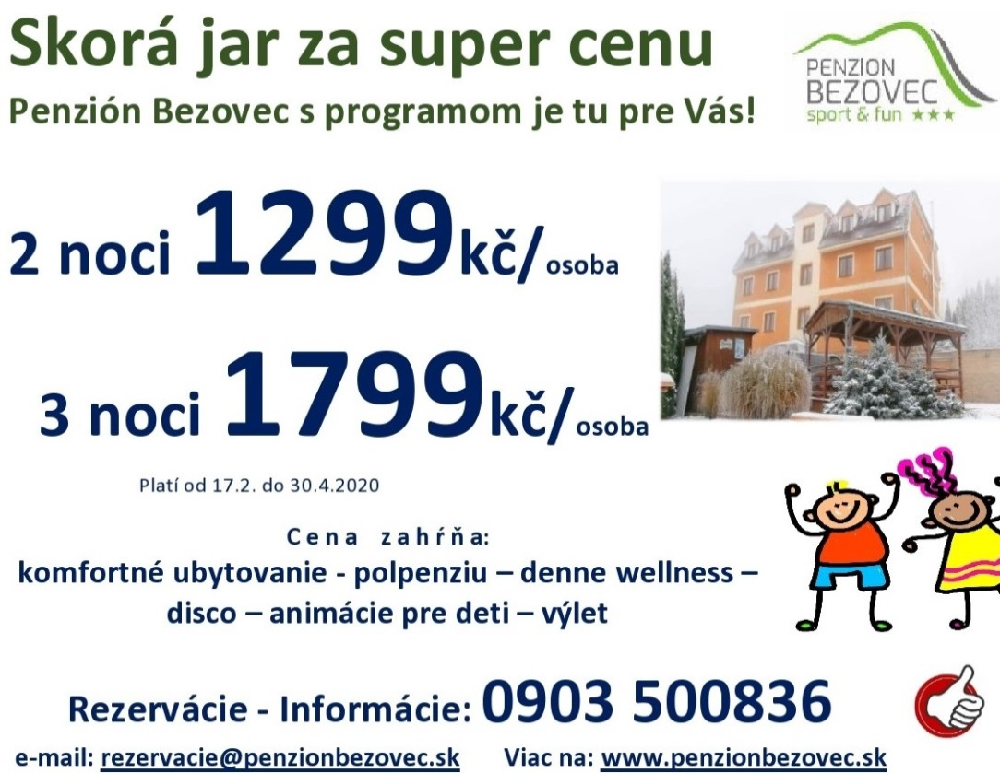 Skorá jar za super cenu
Penzión Bezovec s programom je tu pre Vás!
PENZION
BEZOVEC
sport & fun ★★★
2 noci 1299kč/osoba
3 noci 1799kč/osoba
Platí od 17.2. do 30.4.2020
Cena zahŕňa:
komfortné ubytovanie - polpenziu – denne wellness –
disco – animácie pre deti – výlet
Rezervácie - Informácie: 0903 500836
e-mail: rezervacie@penzionbezovec.sk Viac na: www.penzionbezovec.sk